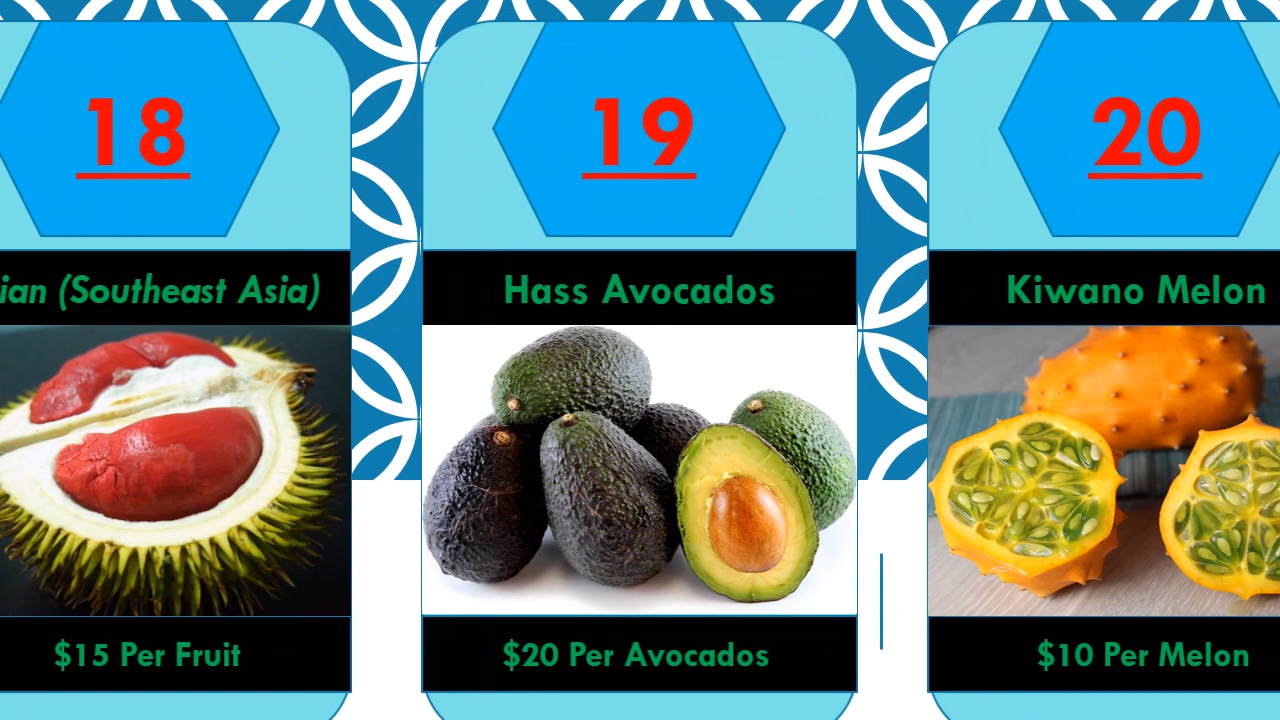 18
19
20
ian (Southeast Asia)
Hass Avocados
Kiwano Melon
$15 Per Fruit
$20 Per Avocados
$10 Per Melon